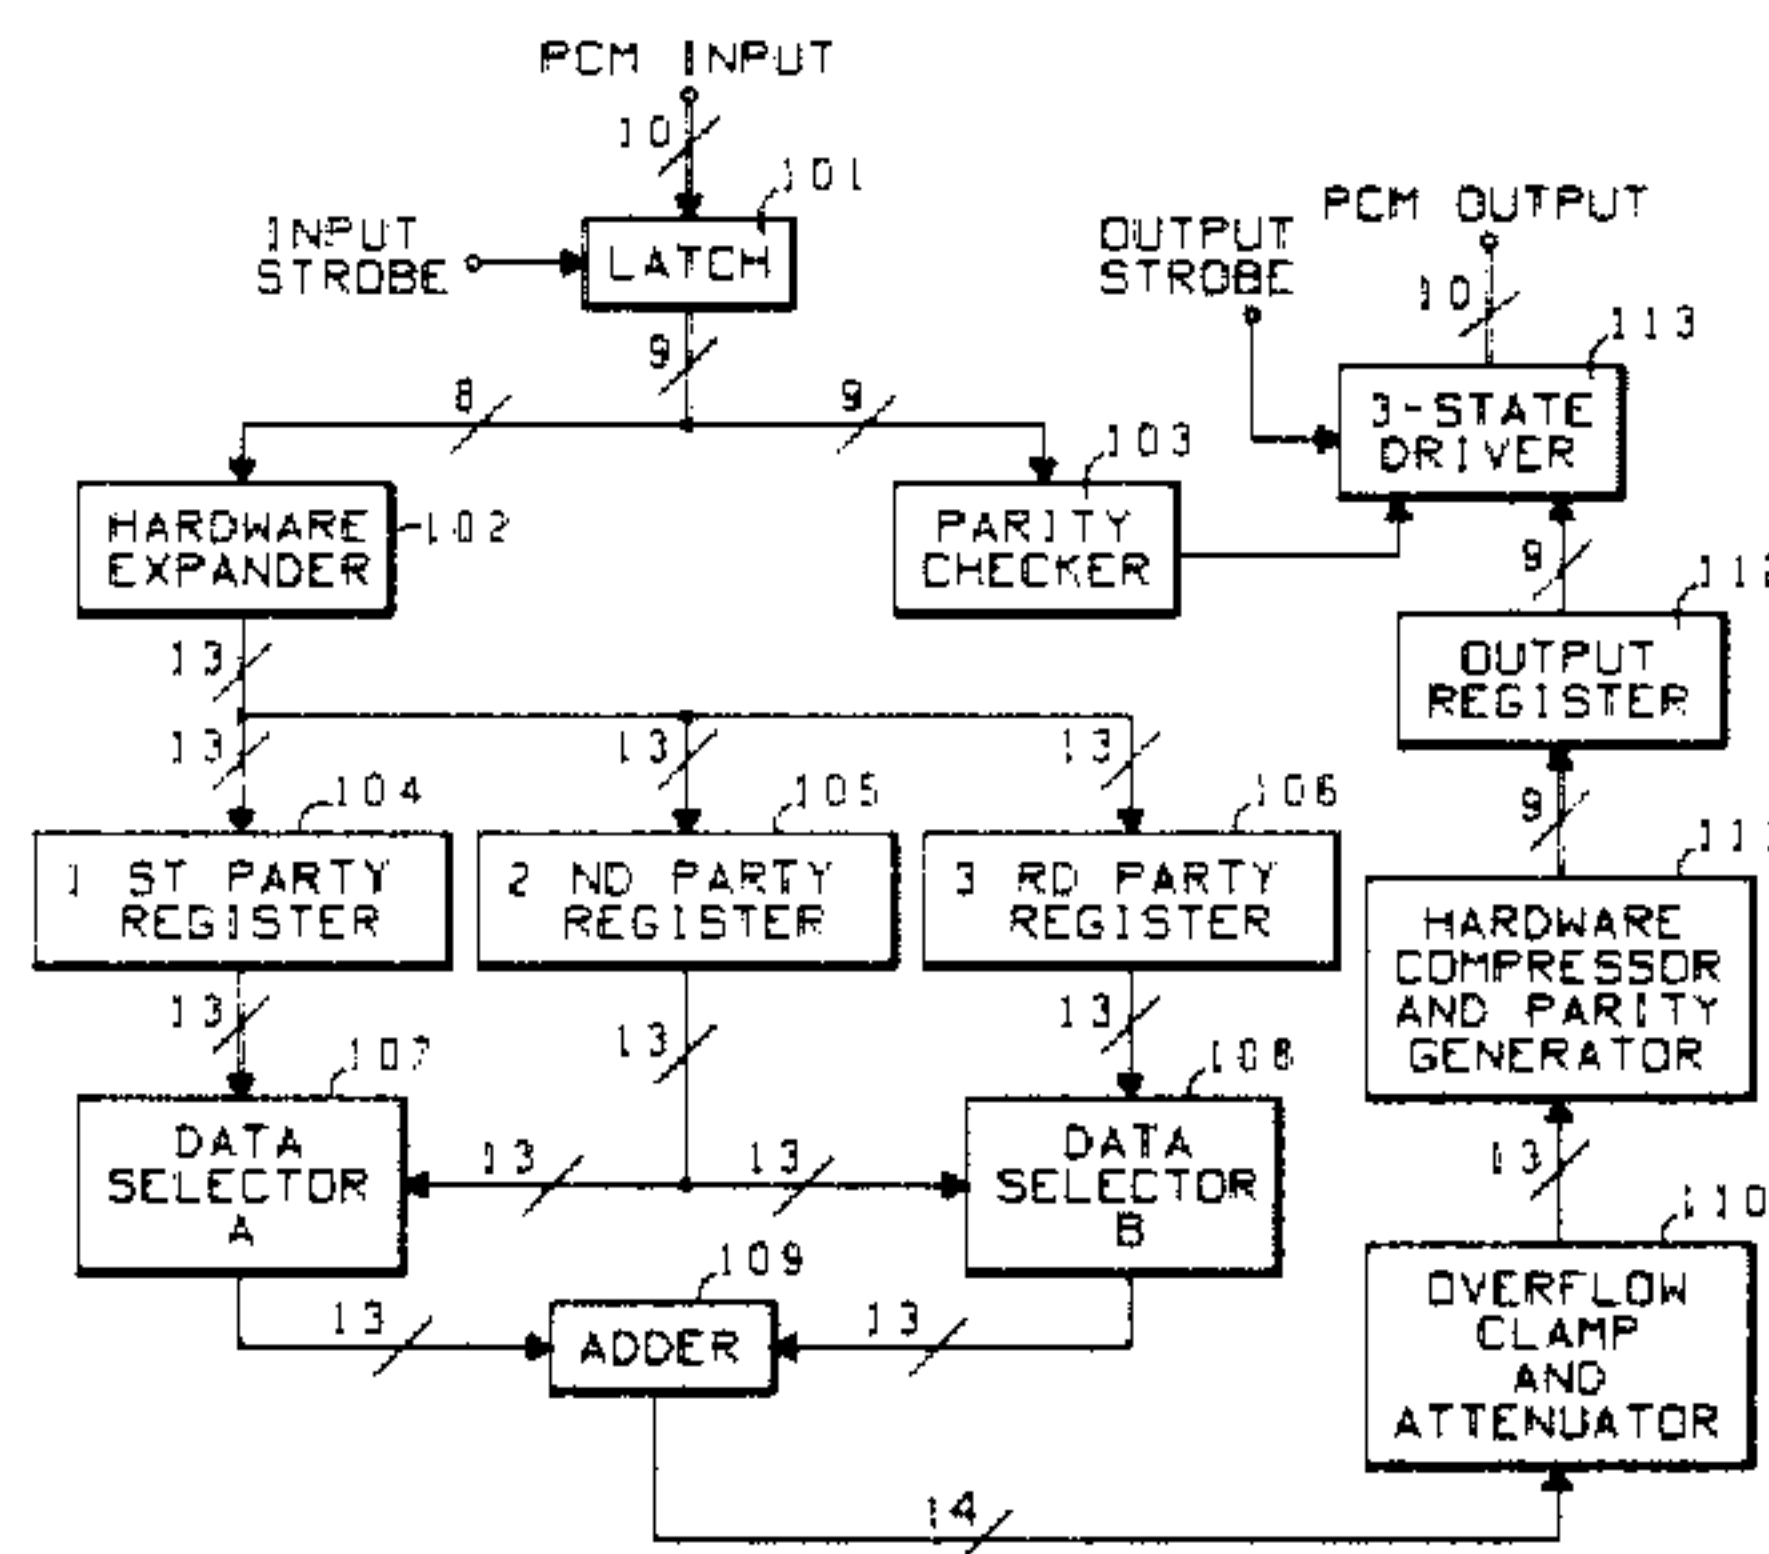 PCM INPUT
10
101
INPUT
STROBE
LATCH
OUTPUT
STROBE
PCM OUTPUT
10
113
3-STATE
DRIVER
9
8
9
103
HARDWARE
EXPANDER
102
PARITY
CHECKER
9
OUTPUT
REGISTER
13
13
13
13
104
105
106
9
1 ST PARTY
REGISTER
2 ND PARTY
REGISTER
3 RD PARTY
REGISTER
HARDWARE
COMPRESSOR
AND PARITY
GENERATOR
13
13
13
107
108
DATA
SELECTOR
A
13
13
DATA
SELECTOR
B
13
110
109
13
ADDER
13
OVERFLOW
CLAMP
AND
ATTENUATOR
14